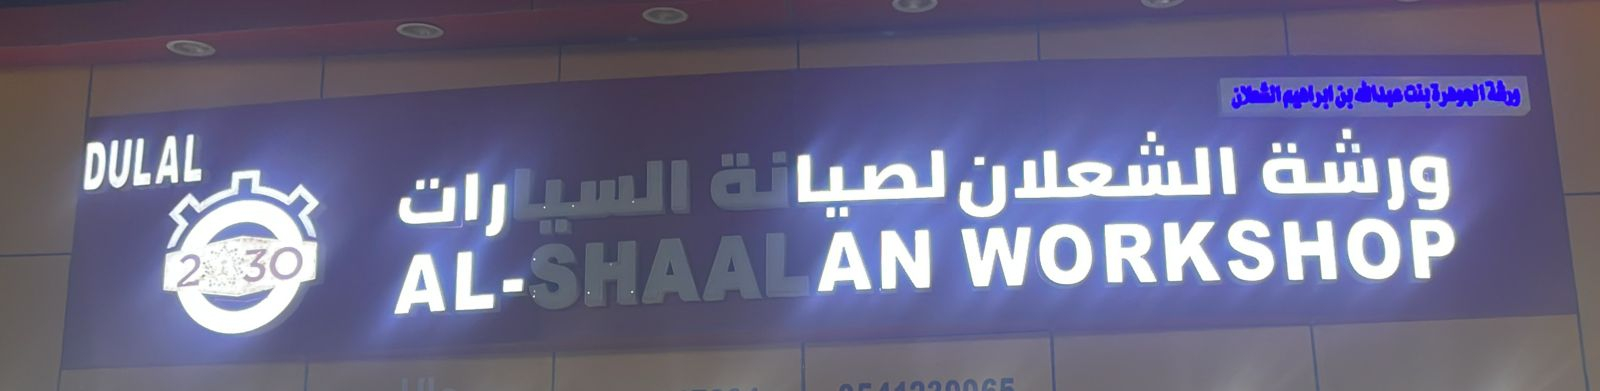 ورشة الجوهرة بنت عبدالله بن ابراهيم الشعلان
DULAL
ورشة الشعلان لصيانة السيارات
2030
AL-SHAALAN WORKSHOP